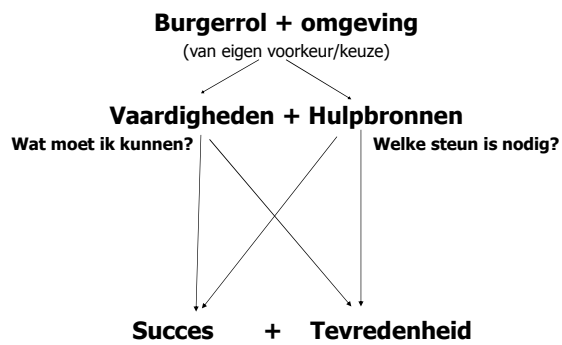 Burgerrol + omgeving
(van eigen voorkeur/keuze)
Vaardigheden + Hulpbronnen
Wat moet ik kunnen? Welke steun is nodig?
Succes + Tevredenheid